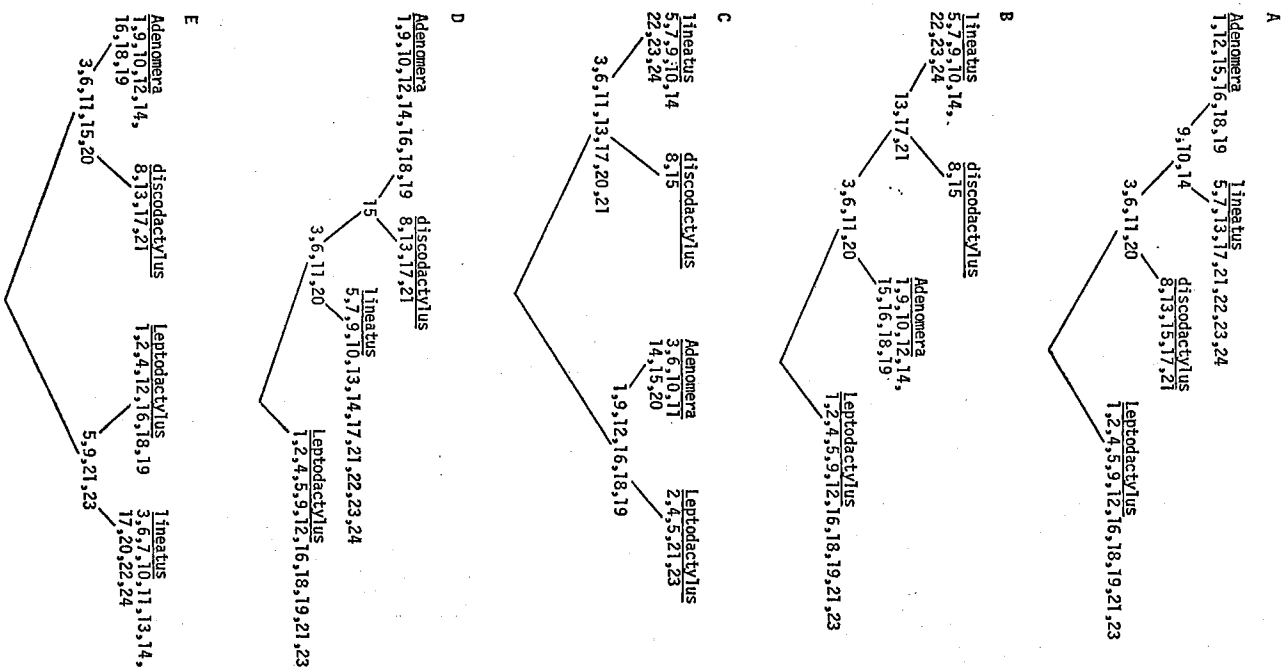 A
Adenomera
1,12,15,16,18,19
lineatus
5,7,13,17,21,22,23,24
9,10,14
discodactylus
8,13,15,17,21
3,6,11,20
Leptodactylus
1,2,4,5,9,12,16,18,19,21,23
B
lineatus
5,7,9,10,14,
22,23,24
discodactylus
8,15
13,17,21
Adenomera
1,9,10,12,14,
15,16,18,19
3,6,11,20
Leptodactylus
1,2,4,5,9,12,16,18,19,21,23
C
lineatus
5,7,9,10,14
22,23,24
discodactylus
8,15
3,6,11,13,17,20,21
Adenomera
3,6,10,11
14,15,20
Leptodactylus
2,4,5,21,23
1,9,12,16,18,19
D
Adenomera
1,9,10,12,14,16,18,19
discodactylus
8,13,17,21
15
lineatus
5,7,9,10,13,14,17,21,22,23,24
3,6,11,20
Leptodactylus
1,2,4,5,9,12,16,18,19,21,23
E
Adenomera
1,9,10,12,14,
16,18,19
discodactylus
8,13,17,21
3,6,11,15,20
Leptodactylus
1,2,4,12,16,18,19
lineatus
3,6,7,10,11,13,14,
17,20,22,24
5,9,21,23